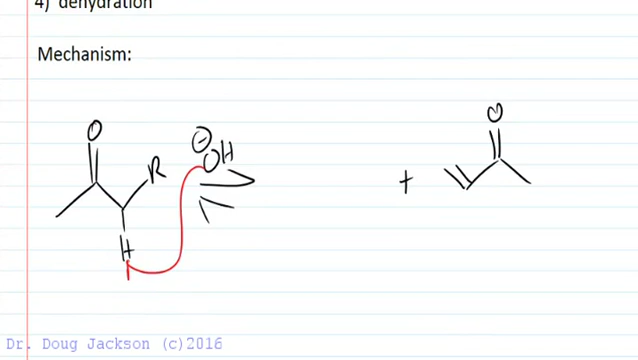 4) dehydration
Mechanism:
O
O
R
⊖
OH
+
H
Dr. Doug Jackson (c)2016